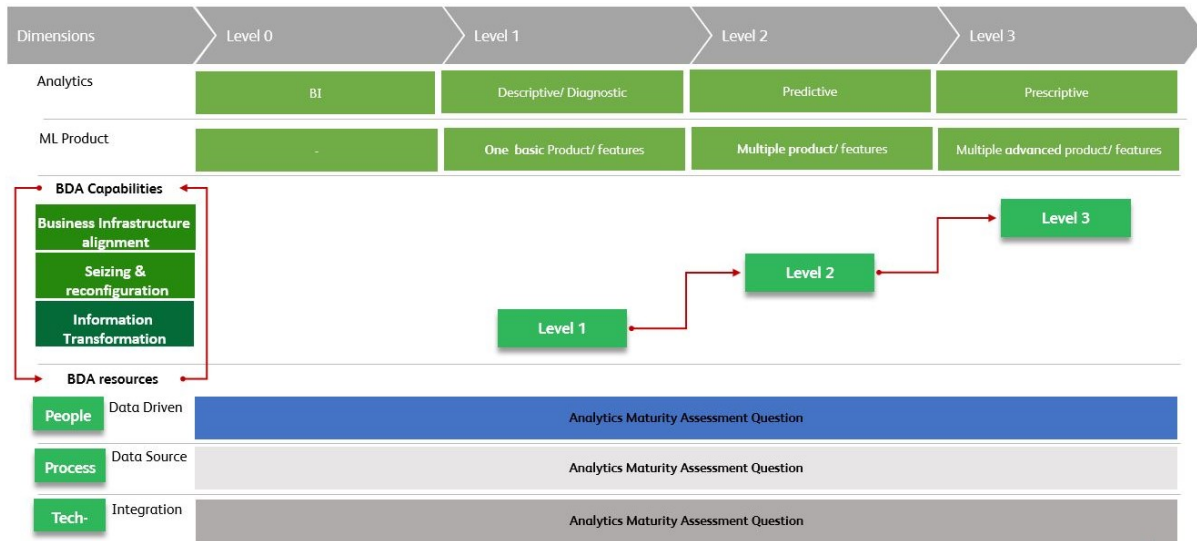 Dimensions Level 0 Level 1 Level 2 Level 3
Analytics BI Descriptive/ Diagnostic Predictive Prescriptive
ML Product - One basic Product/ features Multiple product/ features Multiple advanced product/ features
BDA Capabilities
Business Infrastructure
alignment
Level 3
Seizing &
reconfiguration
Level 2
Information
Transformation
Level 1
BDA resources
People Data Driven Analytics Maturity Assessment Question
Process Data Source Analytics Maturity Assessment Question
Tech- Integration Analytics Maturity Assessment Question